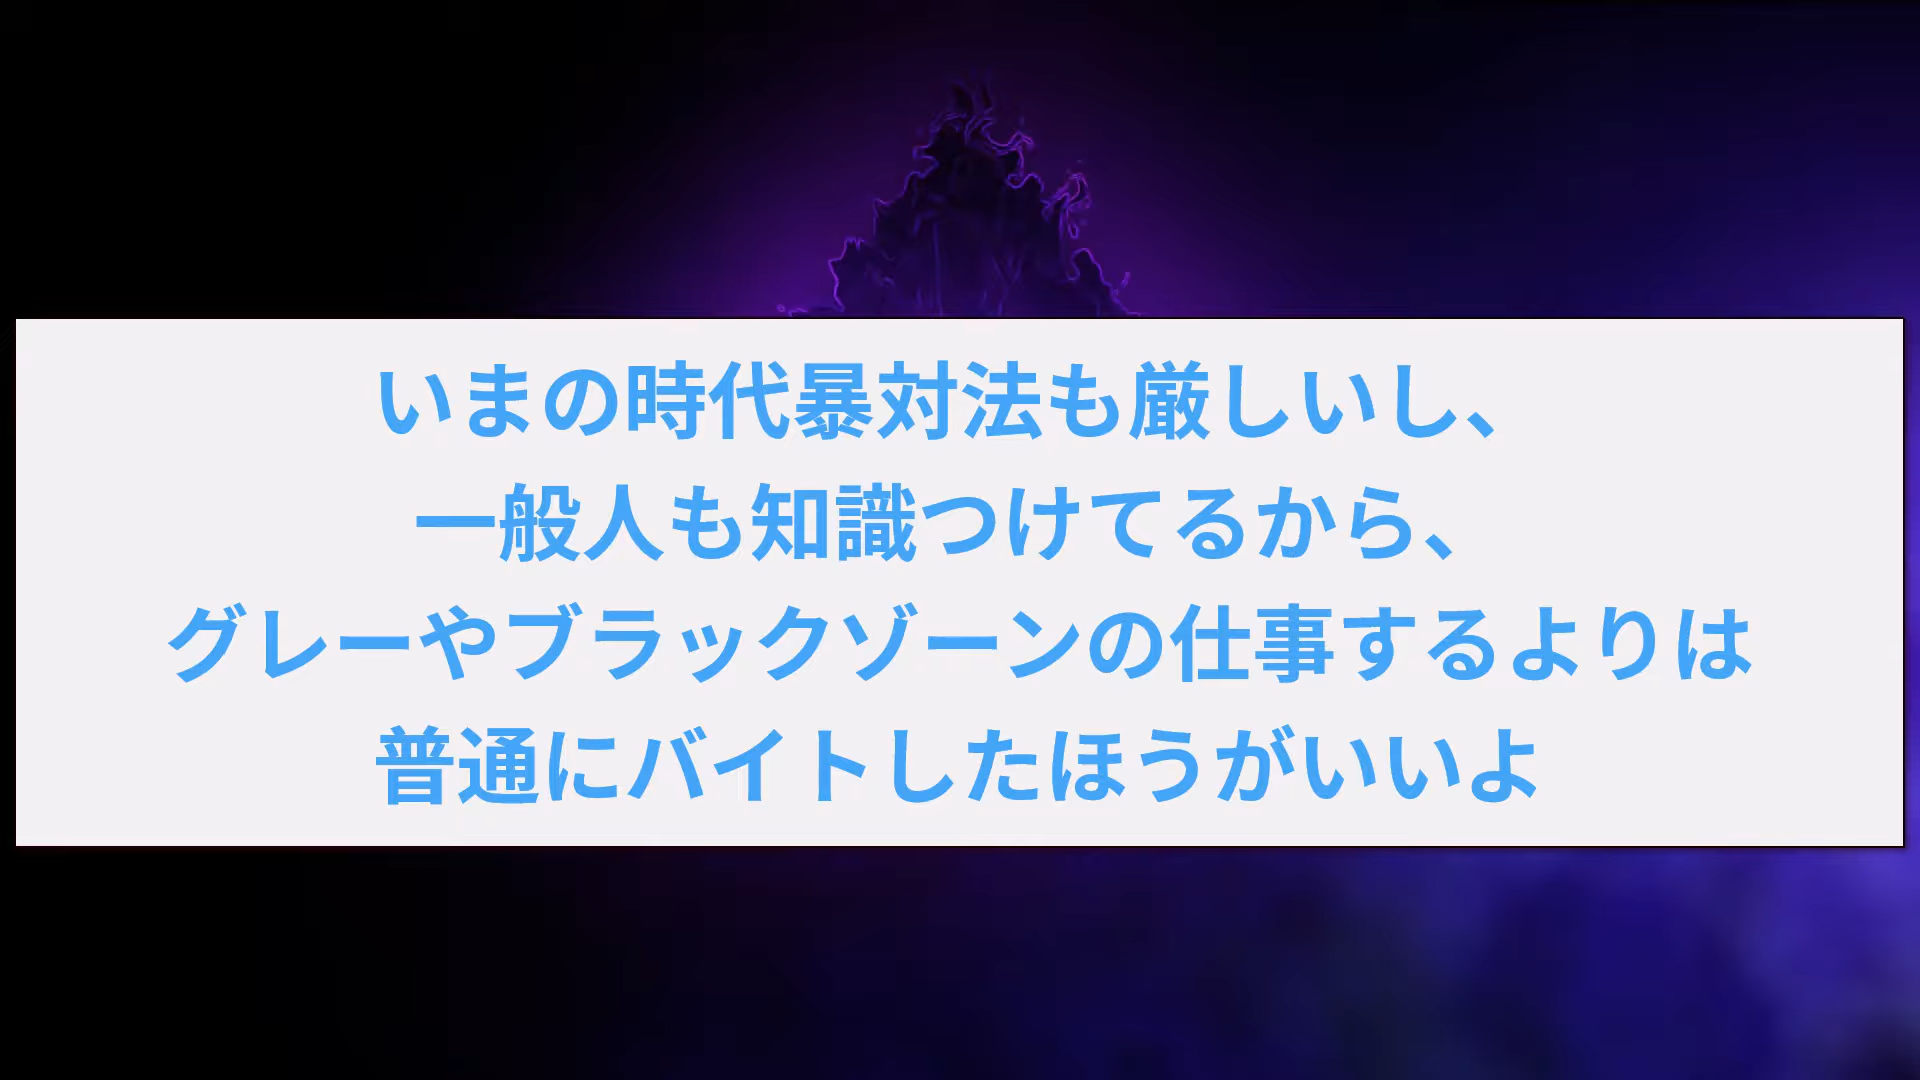 いまの時代暴対法も厳しいし、
一般人も知識つけてるから、
グレーやブラックゾーンの仕事するよりは
普通にバイトしたほうがいいよ